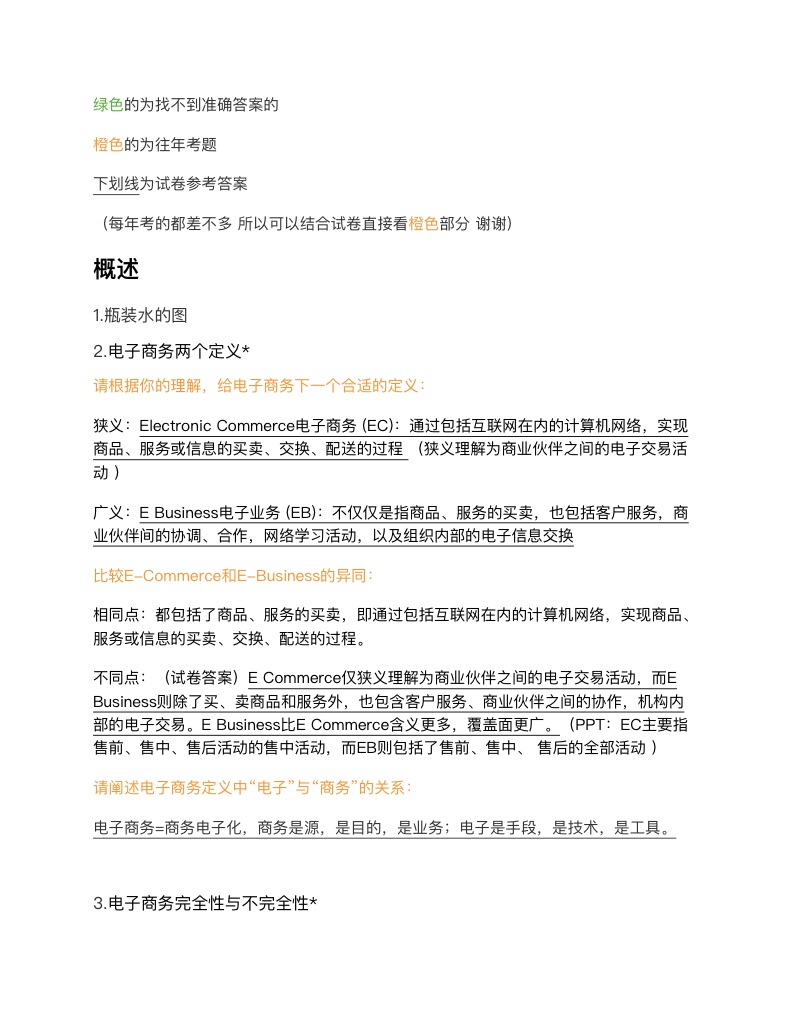 绿色的为找不到准确答案的
橙色的为往年考题
下划线为试卷参考答案
（每年考的都差不多 所以可以结合试卷直接看橙色部分 谢谢）
概述
1.瓶装水的图
2.电子商务两个定义*
请根据你的理解，给电子商务下一个合适的定义：
狭义：Electronic Commerce电子商务 (EC)：通过包括互联网在内的计算机网络，实现
商品、服务或信息的买卖、交换、配送的过程 （狭义理解为商业伙伴之间的电子交易活
动 ）
广义：E Business电子业务 (EB)：不仅仅是指商品、服务的买卖，也包括客户服务，商
业伙伴间的协调、合作，网络学习活动，以及组织内部的电子信息交换
比较E-Commerce和E-Business的异同：
相同点：都包括了商品、服务的买卖，即通过包括互联网在内的计算机网络，实现商品、
服务或信息的买卖、交换、配送的过程。
不同点：（试卷答案）E Commerce仅狭义理解为商业伙伴之间的电子交易活动，而E
Business则除了买、卖商品和服务外，也包含客户服务、商业伙伴之间的协作，机构内
部的电子交易。E Business比E Commerce含义更多，覆盖面更广。（PPT：EC主要指
售前、售中、售后活动的售中活动，而EB则包括了售前、售中、 售后的全部活动 ）
请阐述电子商务定义中“电子”与“商务”的关系：
电子商务=商务电子化，商务是源，是目的，是业务；电子是手段，是技术，是工具。
3.电子商务完全性与不完全性*